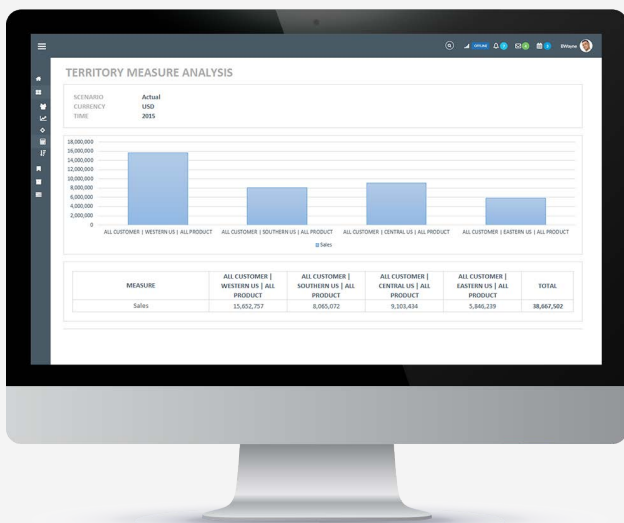 OFFLINE BWayne
TERRITORY MEASURE ANALYSIS
SCENARIO Actual
CURRENCY USD
TIME 2015
18,000,000
16,000,000
14,000,000
12,000,000
10,000,000
8,000,000
6,000,000
4,000,000
2,000,000
0
ALL CUSTOMER | WESTERN US | ALL PRODUCT ALL CUSTOMER | SOUTHERN US | ALL PRODUCT ALL CUSTOMER | CENTRAL US | ALL PRODUCT ALL CUSTOMER | EASTERN US | ALL PRODUCT
Sales
MEASURE ALL CUSTOMER | WESTERN US | ALL PRODUCT ALL CUSTOMER | SOUTHERN US | ALL PRODUCT ALL CUSTOMER | CENTRAL US | ALL PRODUCT ALL CUSTOMER | EASTERN US | ALL PRODUCT TOTAL
Sales 15,652,757 8,065,072 9,103,434 5,846,239 38,667,502